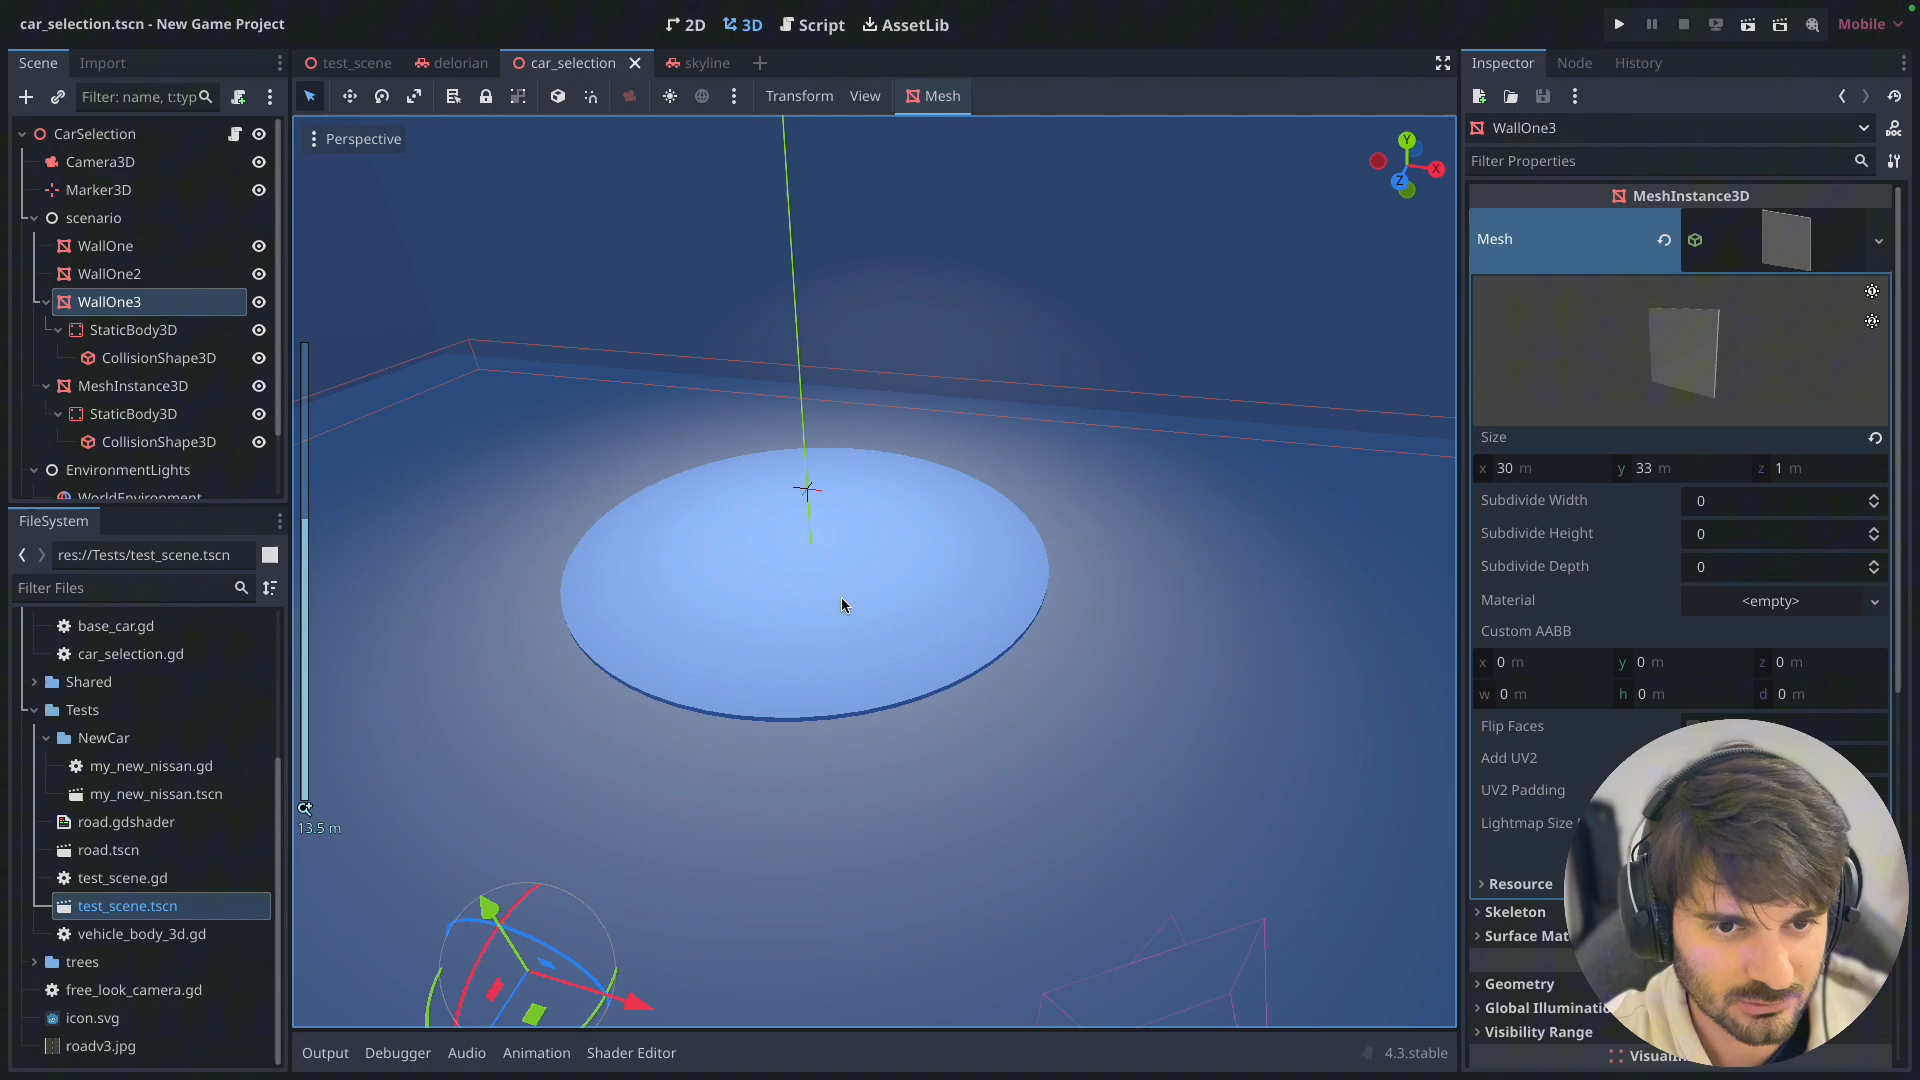 car_selection.tscn - New Game Project
2D
3D
Script
AssetLib
Mobile
Scene
Import
test_scene
delorian
car_selection
skyline
Inspector
Node
History
Filter: name, t:typ
Transform
View
Mesh
CarSelection
Camera3D
Marker3D
scenario
WallOne
WallOne2
WallOne3
StaticBody3D
CollisionShape3D
MeshInstance3D
StaticBody3D
CollisionShape3D
EnvironmentLights
WorldEnvironment
FileSystem
res://Tests/test_scene.tscn
Filter Files
base_car.gd
car_selection.gd
Shared
Tests
NewCar
my_new_nissan.gd
my_new_nissan.tscn
road.gdshader
road.tscn
test_scene.gd
test_scene.tscn
vehicle_body_3d.gd
trees
free_look_camera.gd
icon.svg
roadv3.jpg
Perspective
Y
X
Z
13.5 m
Output
Debugger
Audio
Animation
Shader Editor
4.3.stable
WallOne3
DOC
Filter Properties
MeshInstance3D
Mesh
Size
x 30 m y 33 m z 1 m
Subdivide Width 0
Subdivide Height 0
Subdivide Depth 0
Material <empty>
Custom AABB
x 0 m y 0 m z 0 m
w 0 m h 0 m d 0 m
Flip Faces
Add UV2
UV2 Padding
Lightmap Size
Resource
Skeleton
Surface Mat
Geometry
Global Illuminatio
Visibility Range